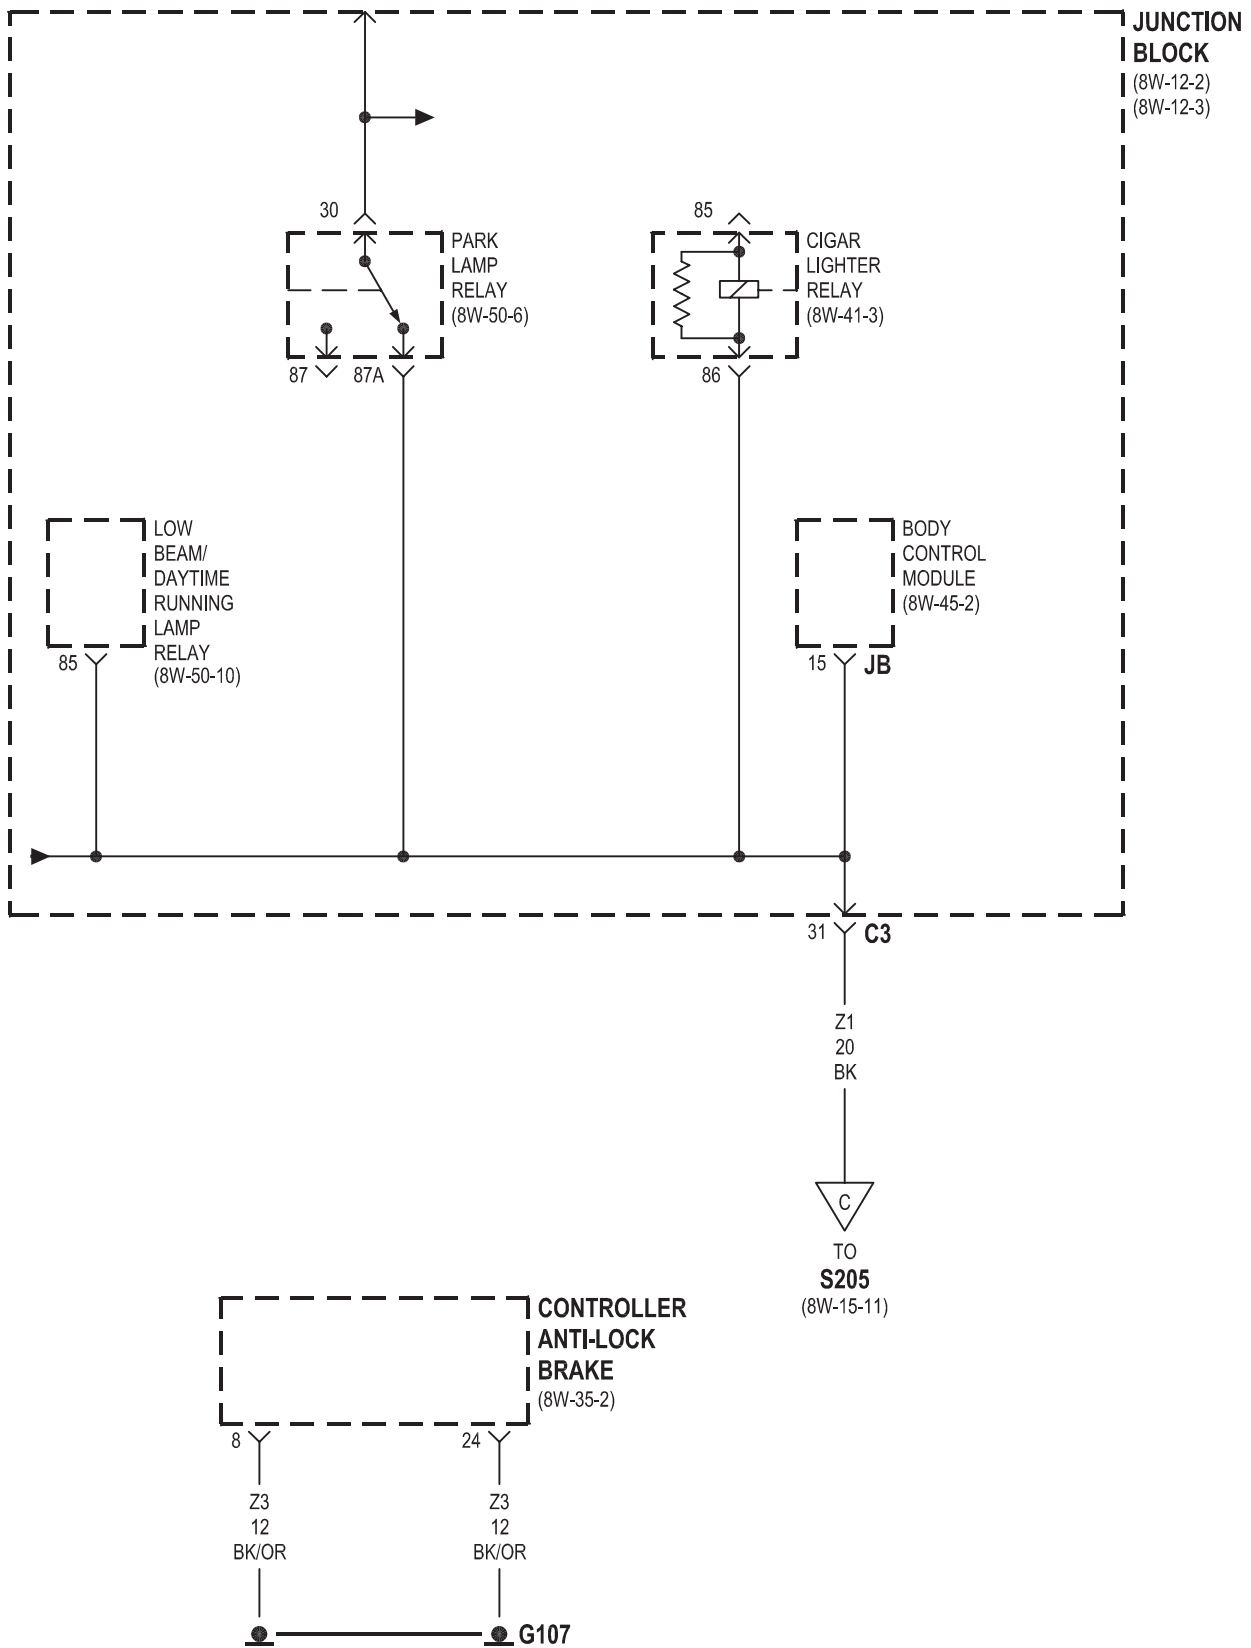 JUNCTION
BLOCK
(8W-12-2)
(8W-12-3)
30
PARK
LAMP
RELAY
(8W-50-6)
87
87A
85
CIGAR
LIGHTER
RELAY
(8W-41-3)
86
LOW
BEAM/
DAYTIME
RUNNING
LAMP
RELAY
(8W-50-10)
85
BODY
CONTROL
MODULE
(8W-45-2)
15
JB
31
C3
Z1
20
BK
C
TO
S205
(8W-15-11)
CONTROLLER
ANTI-LOCK
BRAKE
(8W-35-2)
8
24
Z3
12
BK/OR
Z3
12
BK/OR
G107